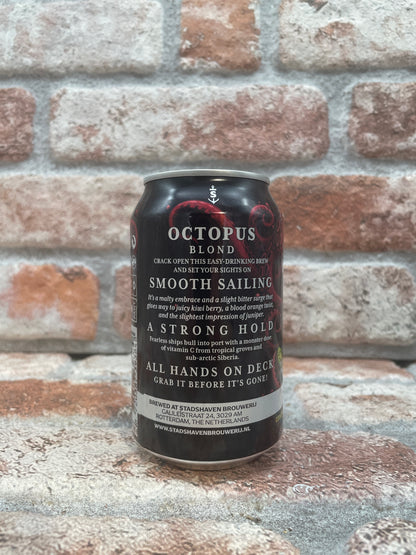 OCTOPUS
BLOND
CRACK OPEN THIS EASY-DRINKING BREW
AND SET YOUR SIGHTS ON
SMOOTH SAILING
It's a malty embrace and a slight bitter surge that
gives way to juicy kiwi berry, a blood orange twist,
and the slightest impression of juniper.
A STRONG HOLD
Fearless ships bull into port with a monster dose
of vitamin C from tropical groves and
sub-arctic Siberia.
ALL HANDS ON DECK
GRAB IT BEFORE IT'S GONE!
BREWED AT STADSHAVEN BROUWERIJ
GALILEÏSTRAAT 24, 3029 AM
ROTTERDAM, THE NETHERLANDS
WWW.STADSHAVENBROUWERIJ.NL